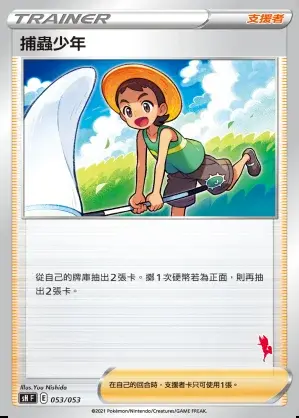 TRAINER
支援者
捕蟲少年
從自己的牌庫抽出2張卡。擲1次硬幣若為正面，則再抽
出2張卡。
Illus. Yuu Nishida
sH F E 053/053
在自己的回合時，支援者卡只可使用1張。
©2021 Pokémon/Nintendo/Creatures/GAME FREAK.